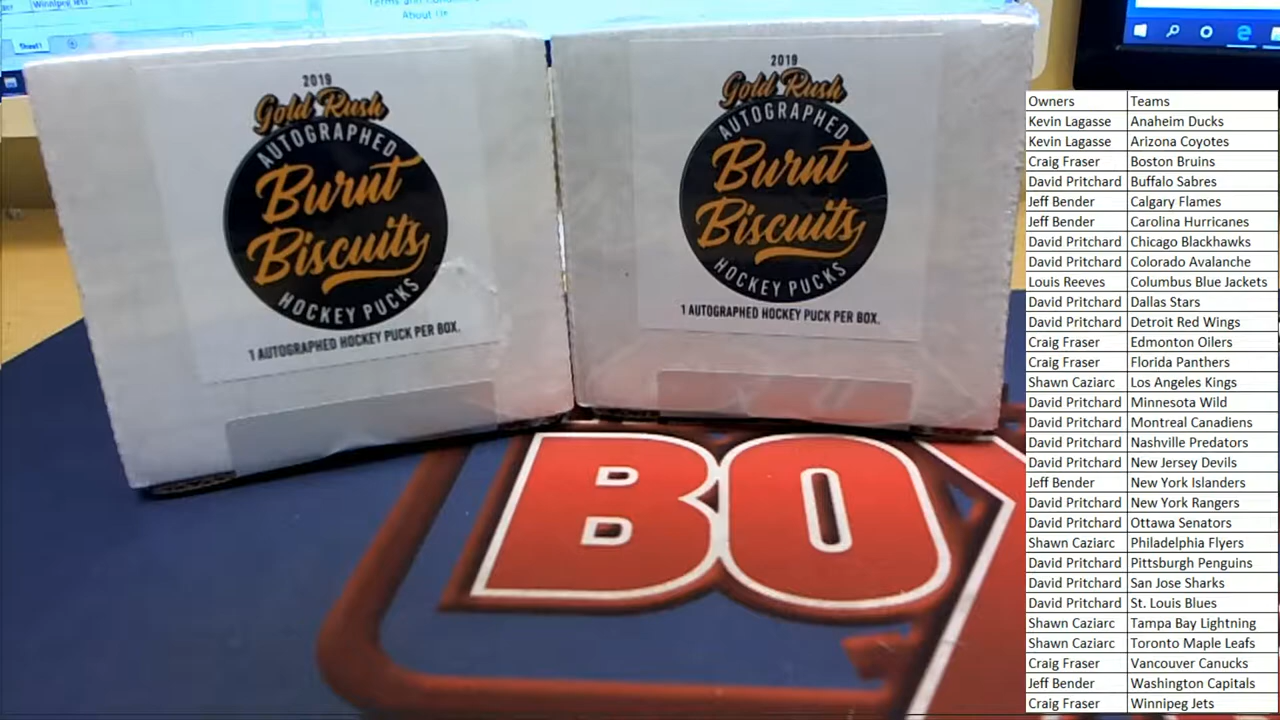 Winnipeg Jets
Sheet1
About Us
2019
Gold Rush
AUTOGRAPHED
Burnt
Biscuits
HOCKEY PUCKS
1 AUTOGRAPHED HOCKEY PUCK PER BOX.
2019
Gold Rush
AUTOGRAPHED
Burnt
Biscuits
HOCKEY PUCKS
1 AUTOGRAPHED HOCKEY PUCK PER BOX.
BO
Owners Teams
Kevin Lagasse Anaheim Ducks
Kevin Lagasse Arizona Coyotes
Craig Fraser Boston Bruins
David Pritchard Buffalo Sabres
Jeff Bender Calgary Flames
Jeff Bender Carolina Hurricanes
David Pritchard Chicago Blackhawks
David Pritchard Colorado Avalanche
Louis Reeves Columbus Blue Jackets
David Pritchard Dallas Stars
David Pritchard Detroit Red Wings
Craig Fraser Edmonton Oilers
Craig Fraser Florida Panthers
Shawn Caziarc Los Angeles Kings
David Pritchard Minnesota Wild
David Pritchard Montreal Canadiens
David Pritchard Nashville Predators
David Pritchard New Jersey Devils
Jeff Bender New York Islanders
David Pritchard New York Rangers
David Pritchard Ottawa Senators
Shawn Caziarc Philadelphia Flyers
David Pritchard Pittsburgh Penguins
David Pritchard San Jose Sharks
David Pritchard St. Louis Blues
Shawn Caziarc Tampa Bay Lightning
Shawn Caziarc Toronto Maple Leafs
Craig Fraser Vancouver Canucks
Jeff Bender Washington Capitals
Craig Fraser Winnipeg Jets